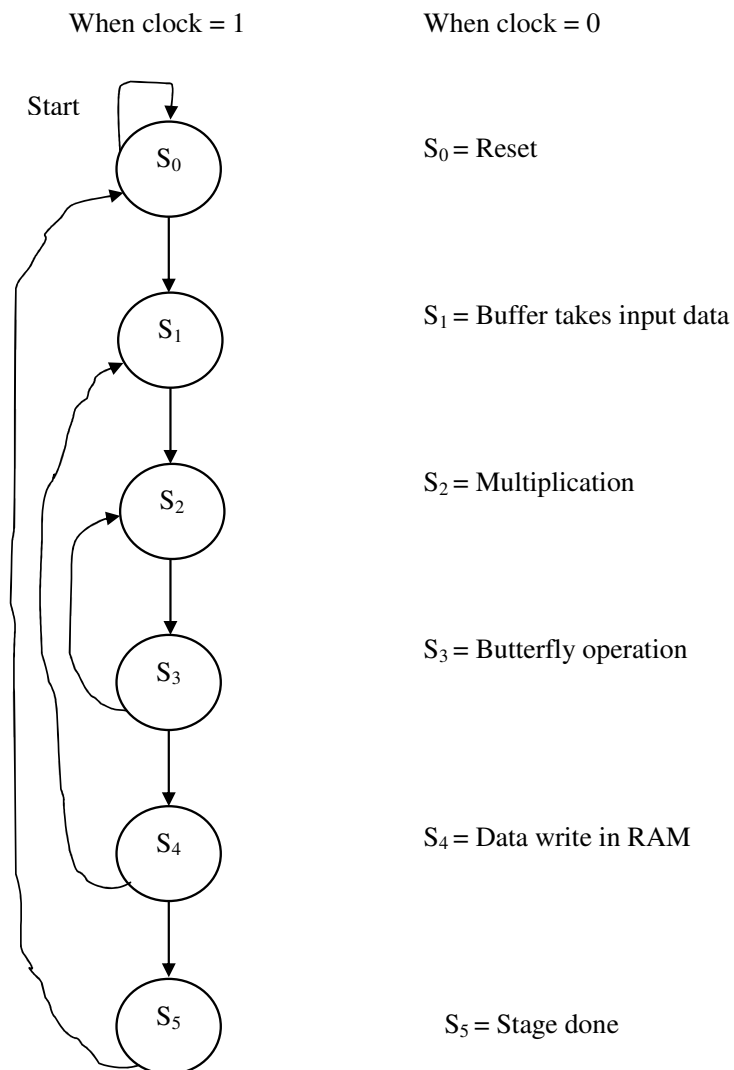 When clock = 1 When clock = 0
Start
S₀
S₀ = Reset
S₁
S₁ = Buffer takes input data
S₂
S₂ = Multiplication
S₃
S₃ = Butterfly operation
S₄
S₄ = Data write in RAM
S₅
S₅ = Stage done